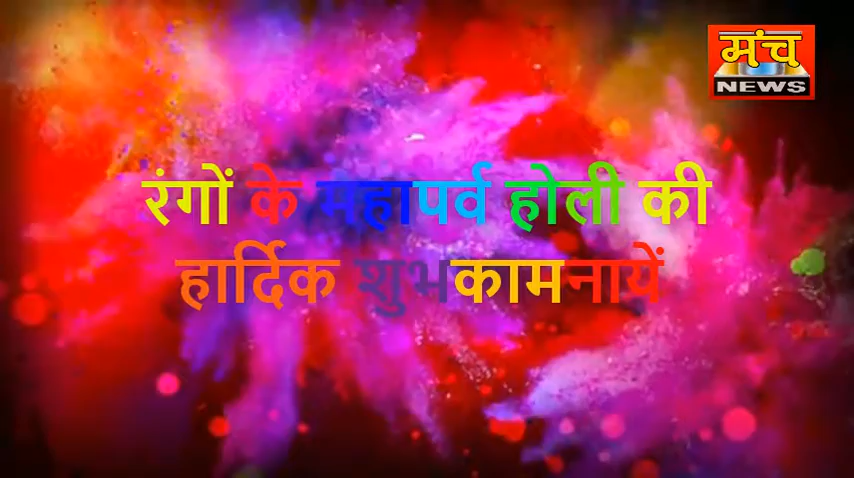 मंच
NEWS
रंगों के महापर्व होली की
हार्दिक शुभकामनायें